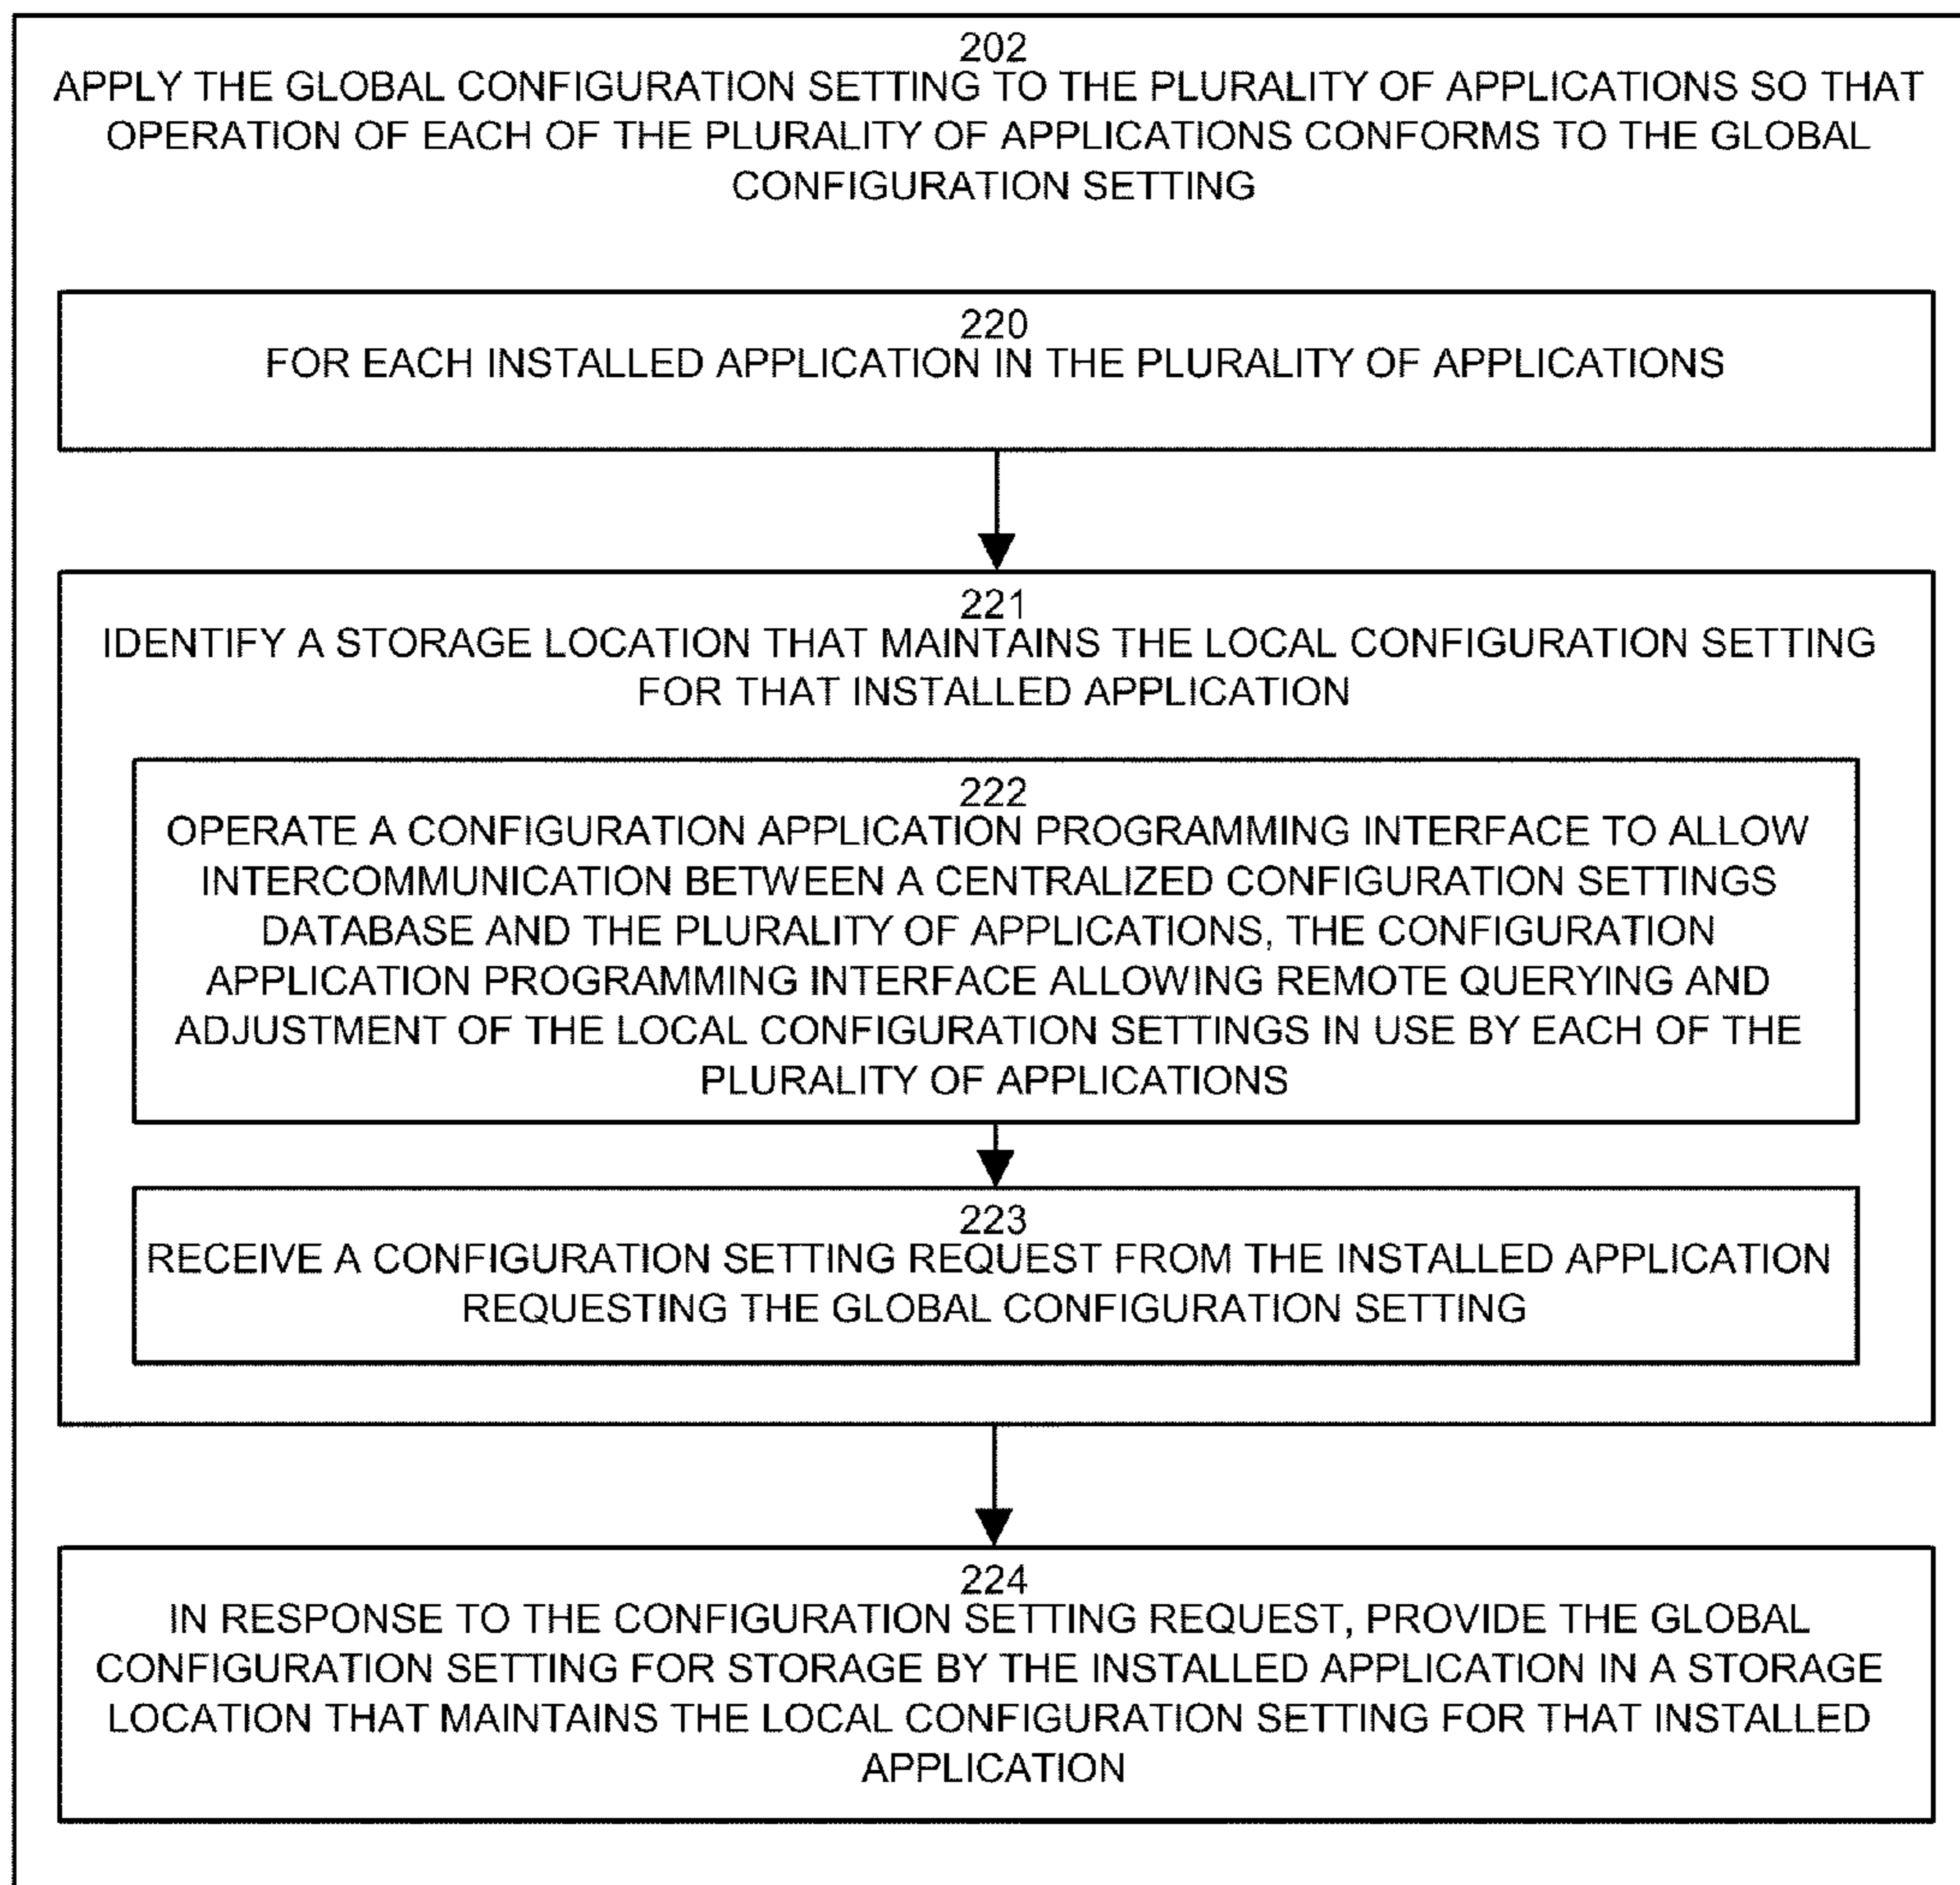 202
APPLY THE GLOBAL CONFIGURATION SETTING TO THE PLURALITY OF APPLICATIONS SO THAT
OPERATION OF EACH OF THE PLURALITY OF APPLICATIONS CONFORMS TO THE GLOBAL
CONFIGURATION SETTING
220
FOR EACH INSTALLED APPLICATION IN THE PLURALITY OF APPLICATIONS
221
IDENTIFY A STORAGE LOCATION THAT MAINTAINS THE LOCAL CONFIGURATION SETTING
FOR THAT INSTALLED APPLICATION
222
OPERATE A CONFIGURATION APPLICATION PROGRAMMING INTERFACE TO ALLOW
INTERCOMMUNICATION BETWEEN A CENTRALIZED CONFIGURATION SETTINGS
DATABASE AND THE PLURALITY OF APPLICATIONS, THE CONFIGURATION
APPLICATION PROGRAMMING INTERFACE ALLOWING REMOTE QUERYING AND
ADJUSTMENT OF THE LOCAL CONFIGURATION SETTINGS IN USE BY EACH OF THE
PLURALITY OF APPLICATIONS
223
RECEIVE A CONFIGURATION SETTING REQUEST FROM THE INSTALLED APPLICATION
REQUESTING THE GLOBAL CONFIGURATION SETTING
224
IN RESPONSE TO THE CONFIGURATION SETTING REQUEST, PROVIDE THE GLOBAL
CONFIGURATION SETTING FOR STORAGE BY THE INSTALLED APPLICATION IN A STORAGE
LOCATION THAT MAINTAINS THE LOCAL CONFIGURATION SETTING FOR THAT INSTALLED
APPLICATION